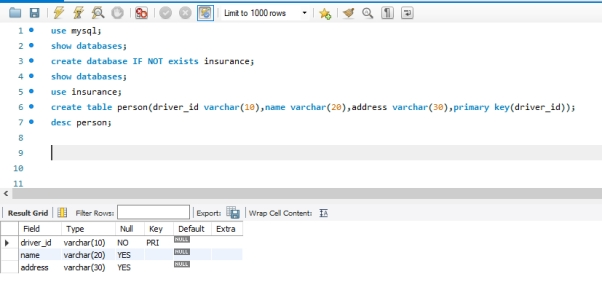 Limit to 1000 rows
1 use mysql;
2 show databases;
3 create database IF NOT exists insurance;
4 show databases;
5 use insurance;
6 create table person(driver_id varchar(10),name varchar(20),address varchar(30),primary key(driver_id));
7 desc person;
8
9
10
11
Result Grid Filter Rows: Export: Wrap Cell Content:
Field Type Null Key Default Extra
driver_id varchar(10) NO PRI NULL
name varchar(20) YES NULL
address varchar(30) YES NULL